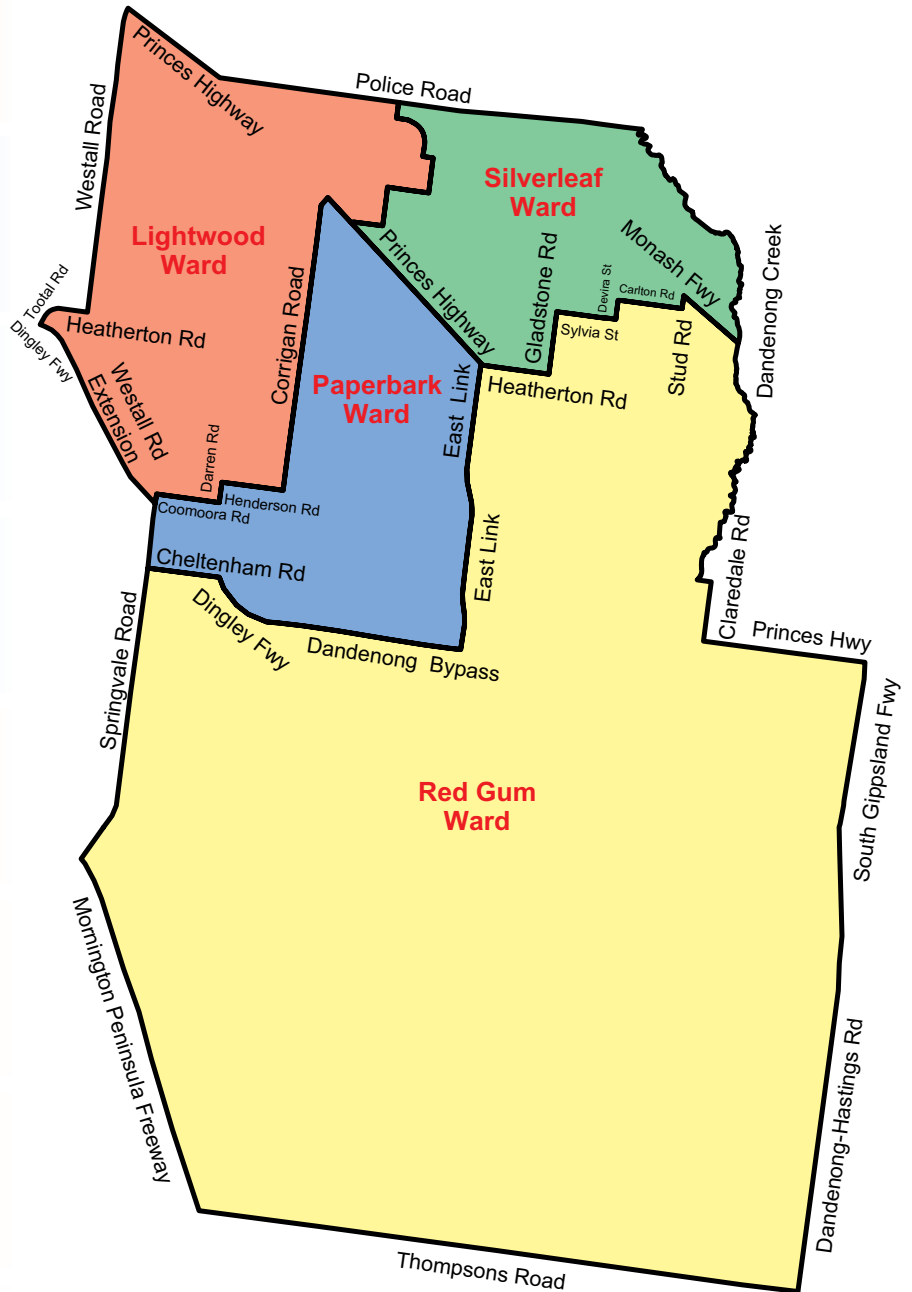 Princes Highway
Police Road
Westall Road
Silverleaf
Ward
Lightwood
Ward
Monash Fwy
Dandenong Creek
Tootal Rd
Dingley Fwy
Heatherton Rd
Corrigan Road
Princes Highway
Gladstone Rd
Devira St
Carlton Rd
Sylvia St
Stud Rd
Westall Rd
Extension
Paperbark
Ward
East Link
Heatherton Rd
Darren Rd
Henderson Rd
Coomoora Rd
Cheltenham Rd
East Link
Claredale Rd
Dingley Fwy
Dandenong Bypass
Princes Hwy
Springvale Road
South Gippsland Fwy
Red Gum
Ward
Mornington Peninsula Freeway
Dandenong-Hastings Rd
Thompsons Road